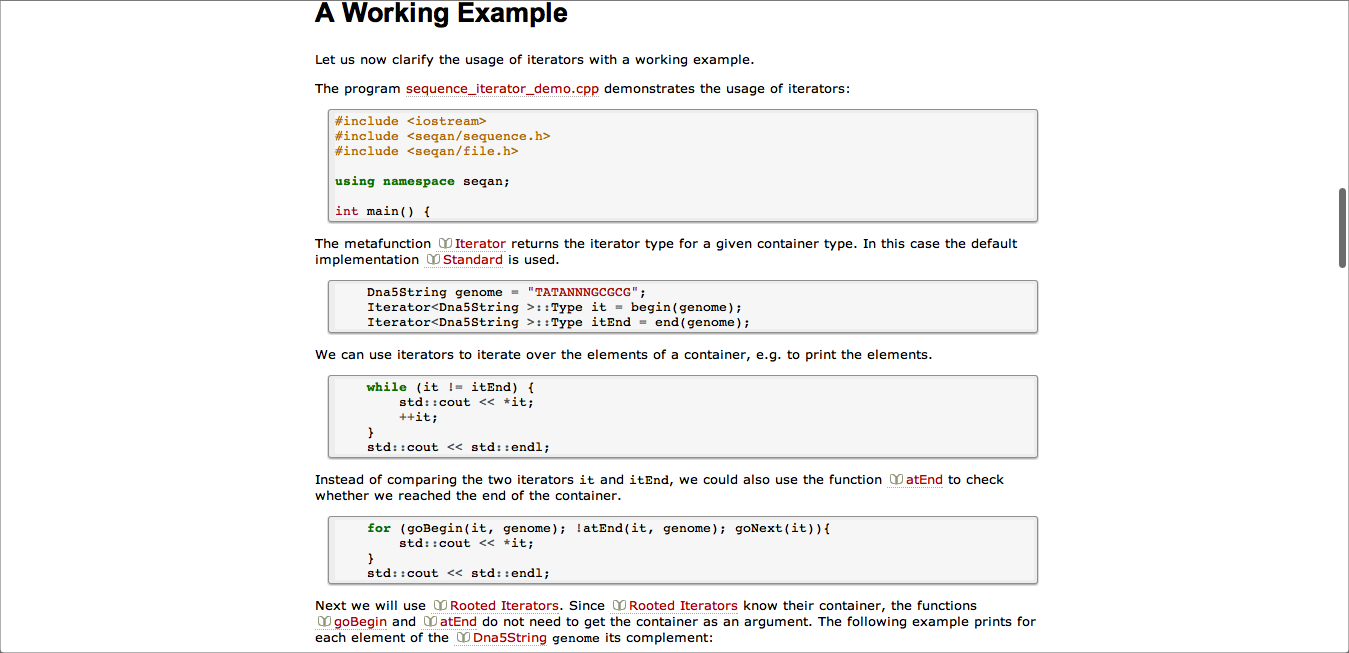 A Working Example
Let us now clarify the usage of iterators with a working example.
The program sequence_iterator_demo.cpp demonstrates the usage of iterators:
#include <iostream>
#include <seqan/sequence.h>
#include <seqan/file.h>
using namespace seqan;
int main() {
The metafunction Iterator returns the iterator type for a given container type. In this case the default
implementation Standard is used.
Dna5String genome = "TATANNNGCGCG";
Iterator<Dna5String >::Type it = begin(genome);
Iterator<Dna5String >::Type itEnd = end(genome);
We can use iterators to iterate over the elements of a container, e.g. to print the elements.
while (it != itEnd) {
std::cout << *it;
++it;
}
std::cout << std::endl;
Instead of comparing the two iterators it and itEnd, we could also use the function atEnd to check
whether we reached the end of the container.
for (goBegin(it, genome); !atEnd(it, genome); goNext(it)){
std::cout << *it;
}
std::cout << std::endl;
Next we will use Rooted Iterators. Since Rooted Iterators know their container, the functions
goBegin and atEnd do not need to get the container as an argument. The following example prints for
each element of the Dna5String genome its complement: